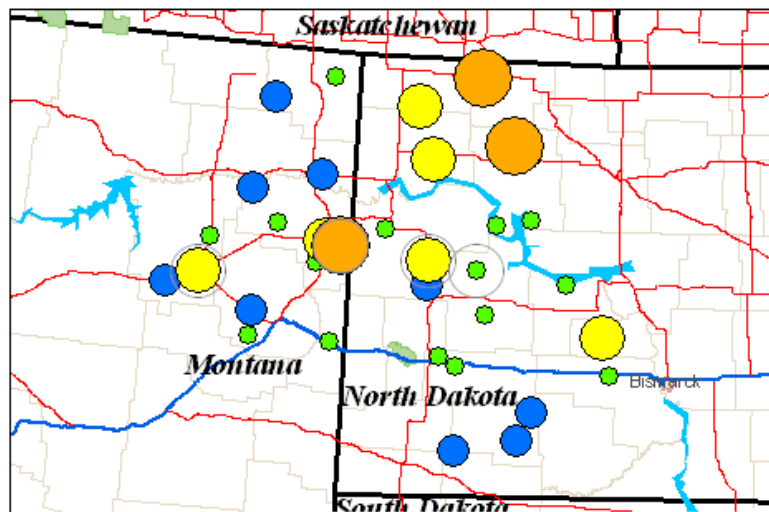 Saskatchewan
Montana
North Dakota
Bismarck
South Dakota